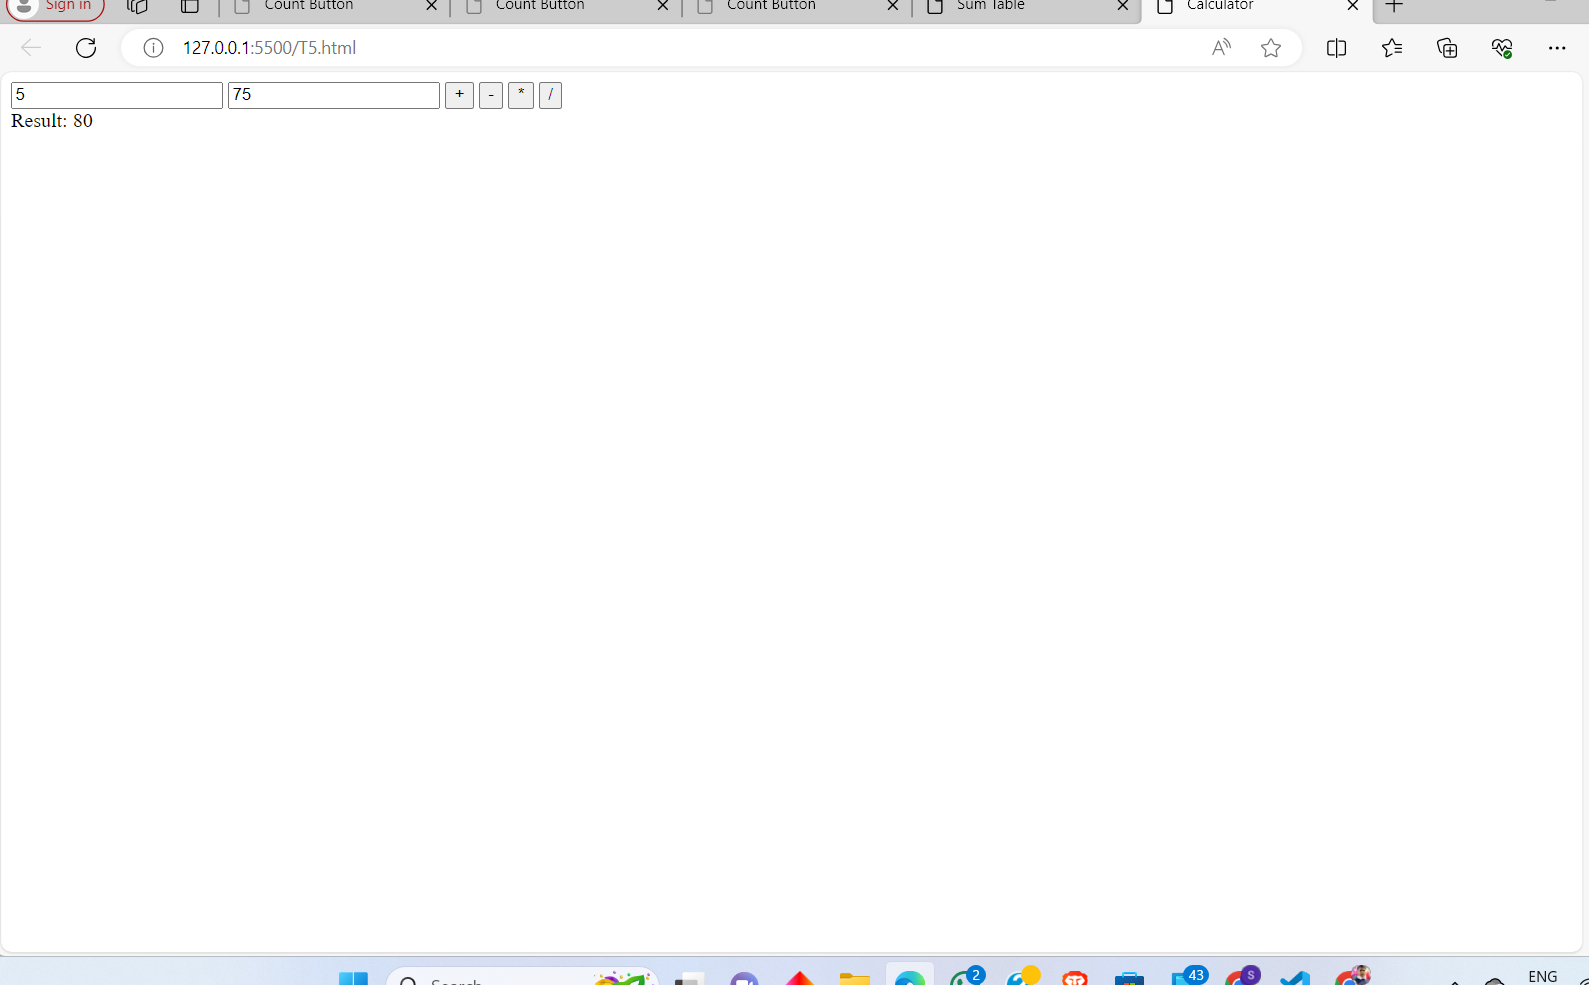 Sign in
Count Button
Count Button
Count Button
Sum Table
Calculator
127.0.0.1:5500/T5.html
5 75 + - * /
Result: 80
Search
2
43
S
ENG